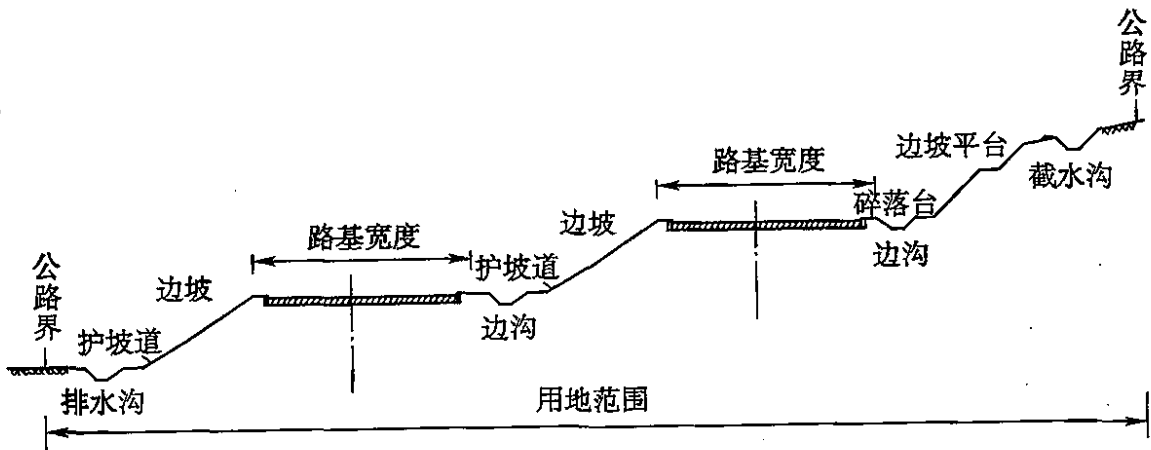 公路界
边坡平台
路基宽度
截水沟
碎落台
边坡
边沟
路基宽度
护坡道
公路界
边坡
边沟
护坡道
排水沟
用地范围